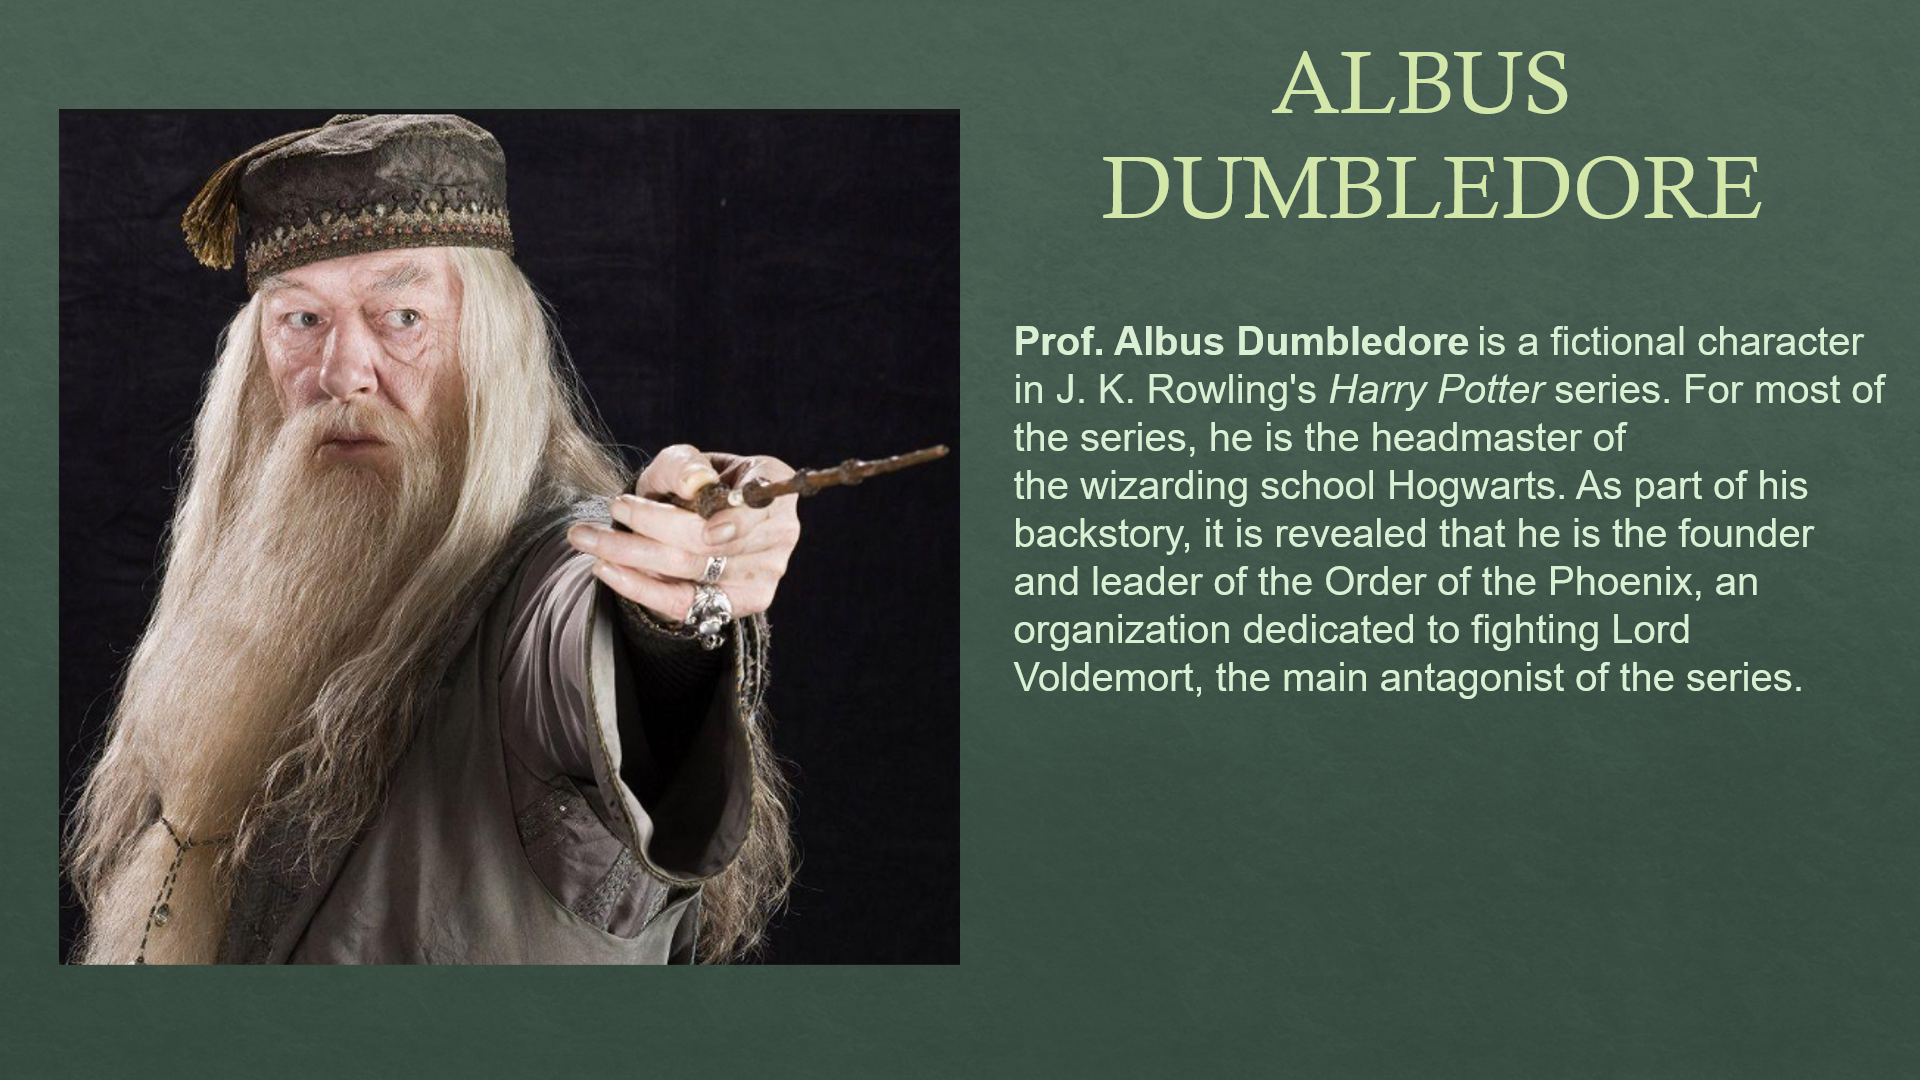 ALBUS
DUMBLEDORE
Prof. Albus Dumbledore is a fictional character
in J. K. Rowling's Harry Potter series. For most of
the series, he is the headmaster of
the wizarding school Hogwarts. As part of his
backstory, it is revealed that he is the founder
and leader of the Order of the Phoenix, an
organization dedicated to fighting Lord
Voldemort, the main antagonist of the series.